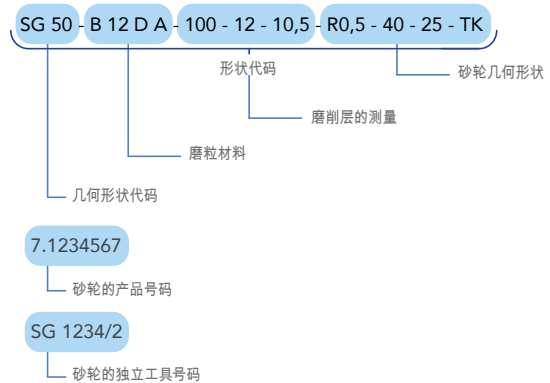 SG 50 - B 12 D A - 100 - 12 - 10,5 - R0,5 - 40 - 25 - TK
形状代码
砂轮几何形状
磨削层的测量
磨粒材料
几何形状代码
7.1234567
砂轮的产品号码
SG 1234/2
砂轮的独立工具号码